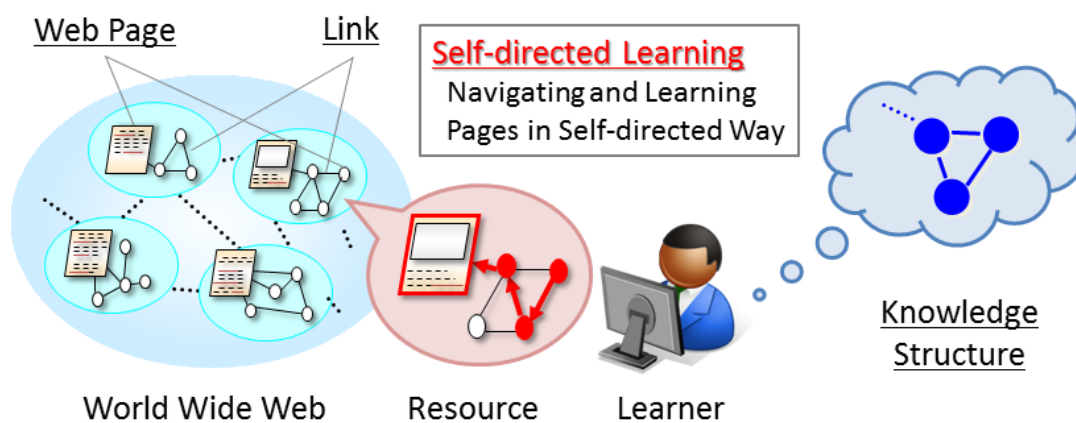 Web Page
Link
Self-directed Learning
Navigating and Learning
Pages in Self-directed Way
Knowledge
Structure
World Wide Web
Resource
Learner